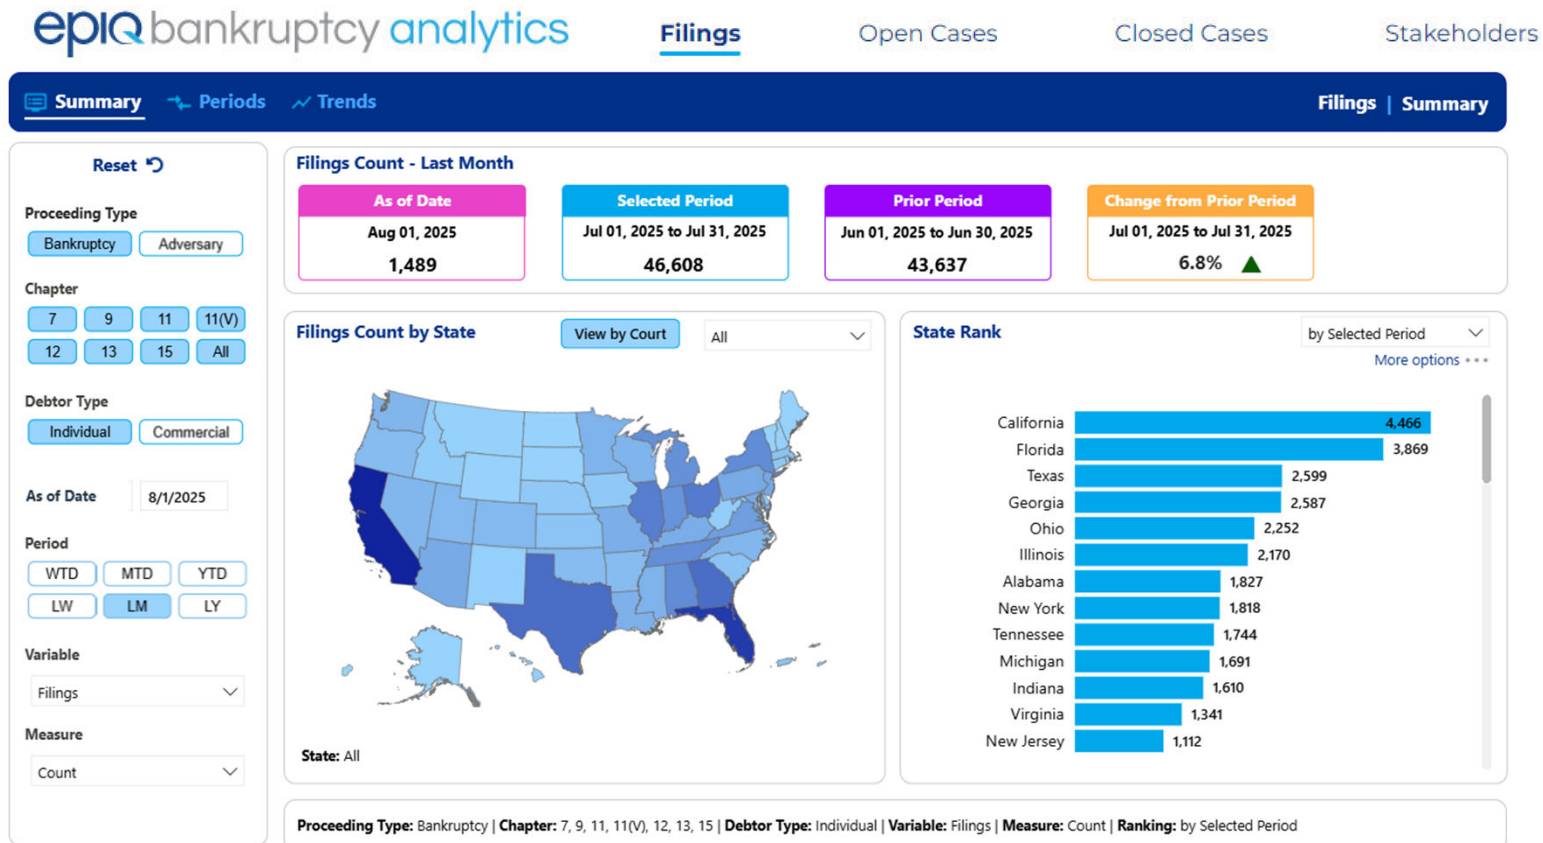 epiq bankruptcy analytics
Filings Open Cases Closed Cases Stakeholders
Summary Periods Trends
Filings | Summary
Reset
Proceeding Type
Bankruptcy Adversary
Chapter
7 9 11 11(V)
12 13 15 All
Debtor Type
Individual Commercial
As of Date 8/1/2025
Period
WTD MTD YTD
LW LM LY
Variable
Filings
Measure
Count
Filings Count - Last Month
As of Date
Aug 01, 2025
1,489
Selected Period
Jul 01, 2025 to Jul 31, 2025
46,608
Prior Period
Jun 01, 2025 to Jun 30, 2025
43,637
Change from Prior Period
Jul 01, 2025 to Jul 31, 2025
6.8%
Filings Count by State
View by Court
All
State: All
State Rank
by Selected Period
More options
California 4,466
Florida 3,869
Texas 2,599
Georgia 2,587
Ohio 2,252
Illinois 2,170
Alabama 1,827
New York 1,818
Tennessee 1,744
Michigan 1,691
Indiana 1,610
Virginia 1,341
New Jersey 1,112
Proceeding Type: Bankruptcy | Chapter: 7, 9, 11, 11(V), 12, 13, 15 | Debtor Type: Individual | Variable: Filings | Measure: Count | Ranking: by Selected Period